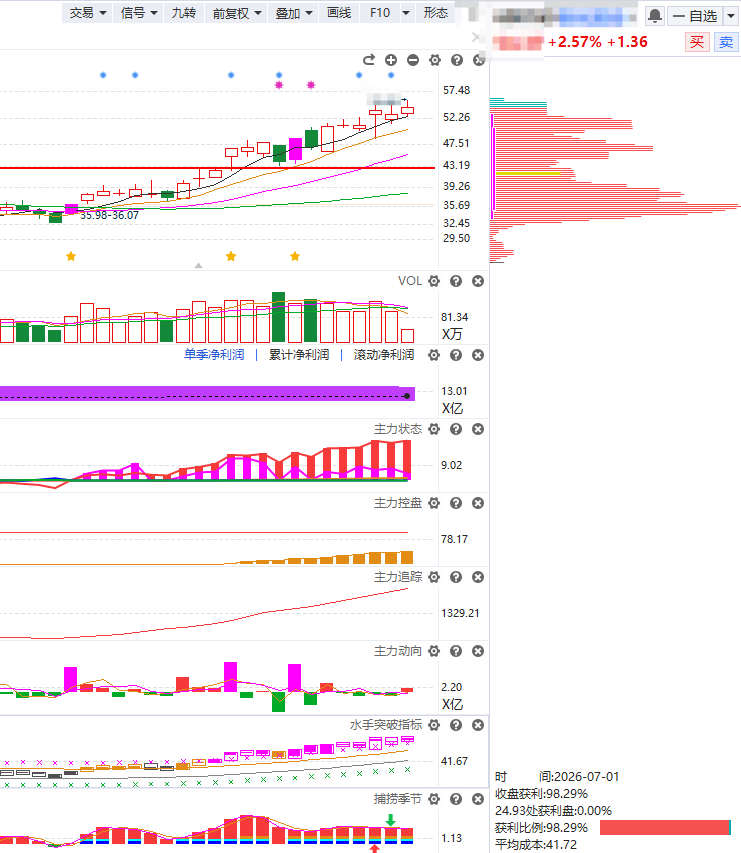 交易 信号 九转 前复权 叠加 画线 F10 形态 自选
+2.57% +1.36 买 卖
57.48
52.26
47.51
43.19
39.26
35.69
35.98-36.07
32.45
29.50
VOL
81.34
X万
单季净利润 累计净利润 滚动净利润
13.01
X亿
主力状态
9.02
主力控盘
78.17
主力追踪
1329.21
主力动向
2.20
X亿
水手突破指标
41.67
捕捞季节
1.13
时 间:2026-07-01
收盘获利:98.29%
24.93处获利盘:0.00%
获利比例:98.29%
平均成本:41.72